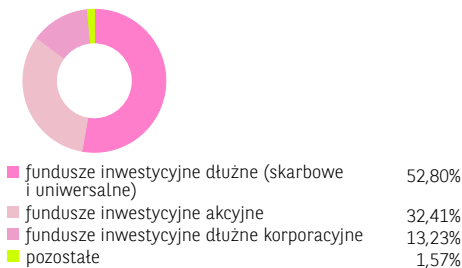 fundusze inwestycyjne dłużne (skarbowe
i uniwersalne) 52,80%
fundusze inwestycyjne akcyjne 32,41%
fundusze inwestycyjne dłużne korporacyjne 13,23%
pozostałe 1,57%